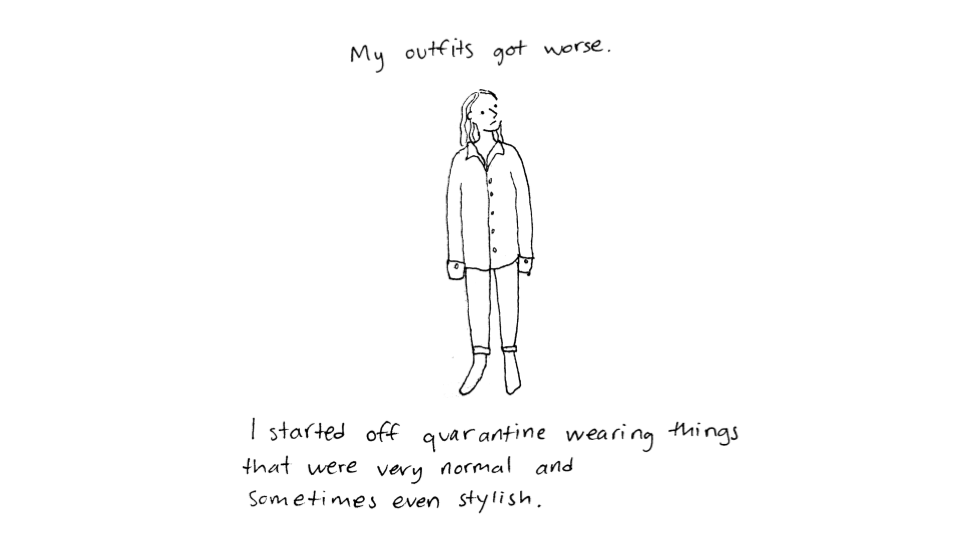 My outfits got worse.
I started off quarantine wearing things
that were very normal and
sometimes even stylish.